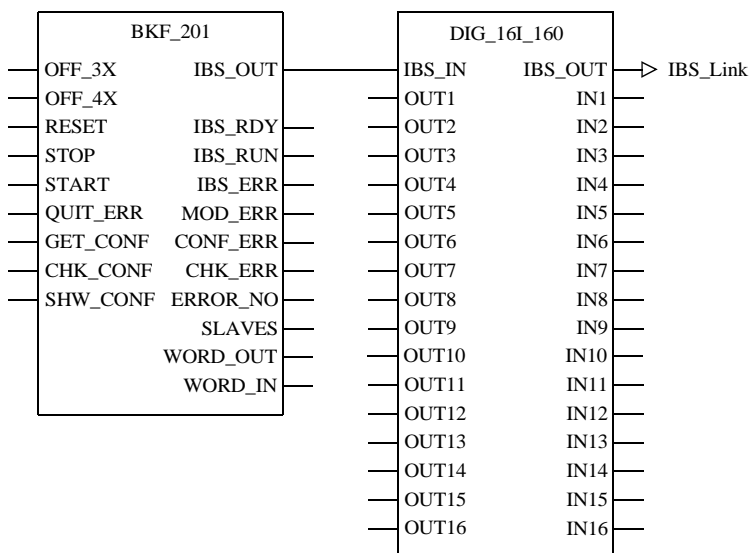 BKF_201
OFF_3X IBS_OUT
OFF_4X
RESET IBS_RDY
STOP IBS_RUN
START IBS_ERR
QUIT_ERR MOD_ERR
GET_CONF CONF_ERR
CHK_CONF CHK_ERR
SHW_CONF ERROR_NO
SLAVES
WORD_OUT
WORD_IN
DIG_16I_160
IBS_IN IBS_OUT IBS_Link
OUT1 IN1
OUT2 IN2
OUT3 IN3
OUT4 IN4
OUT5 IN5
OUT6 IN6
OUT7 IN7
OUT8 IN8
OUT9 IN9
OUT10 IN10
OUT11 IN11
OUT12 IN12
OUT13 IN13
OUT14 IN14
OUT15 IN15
OUT16 IN16